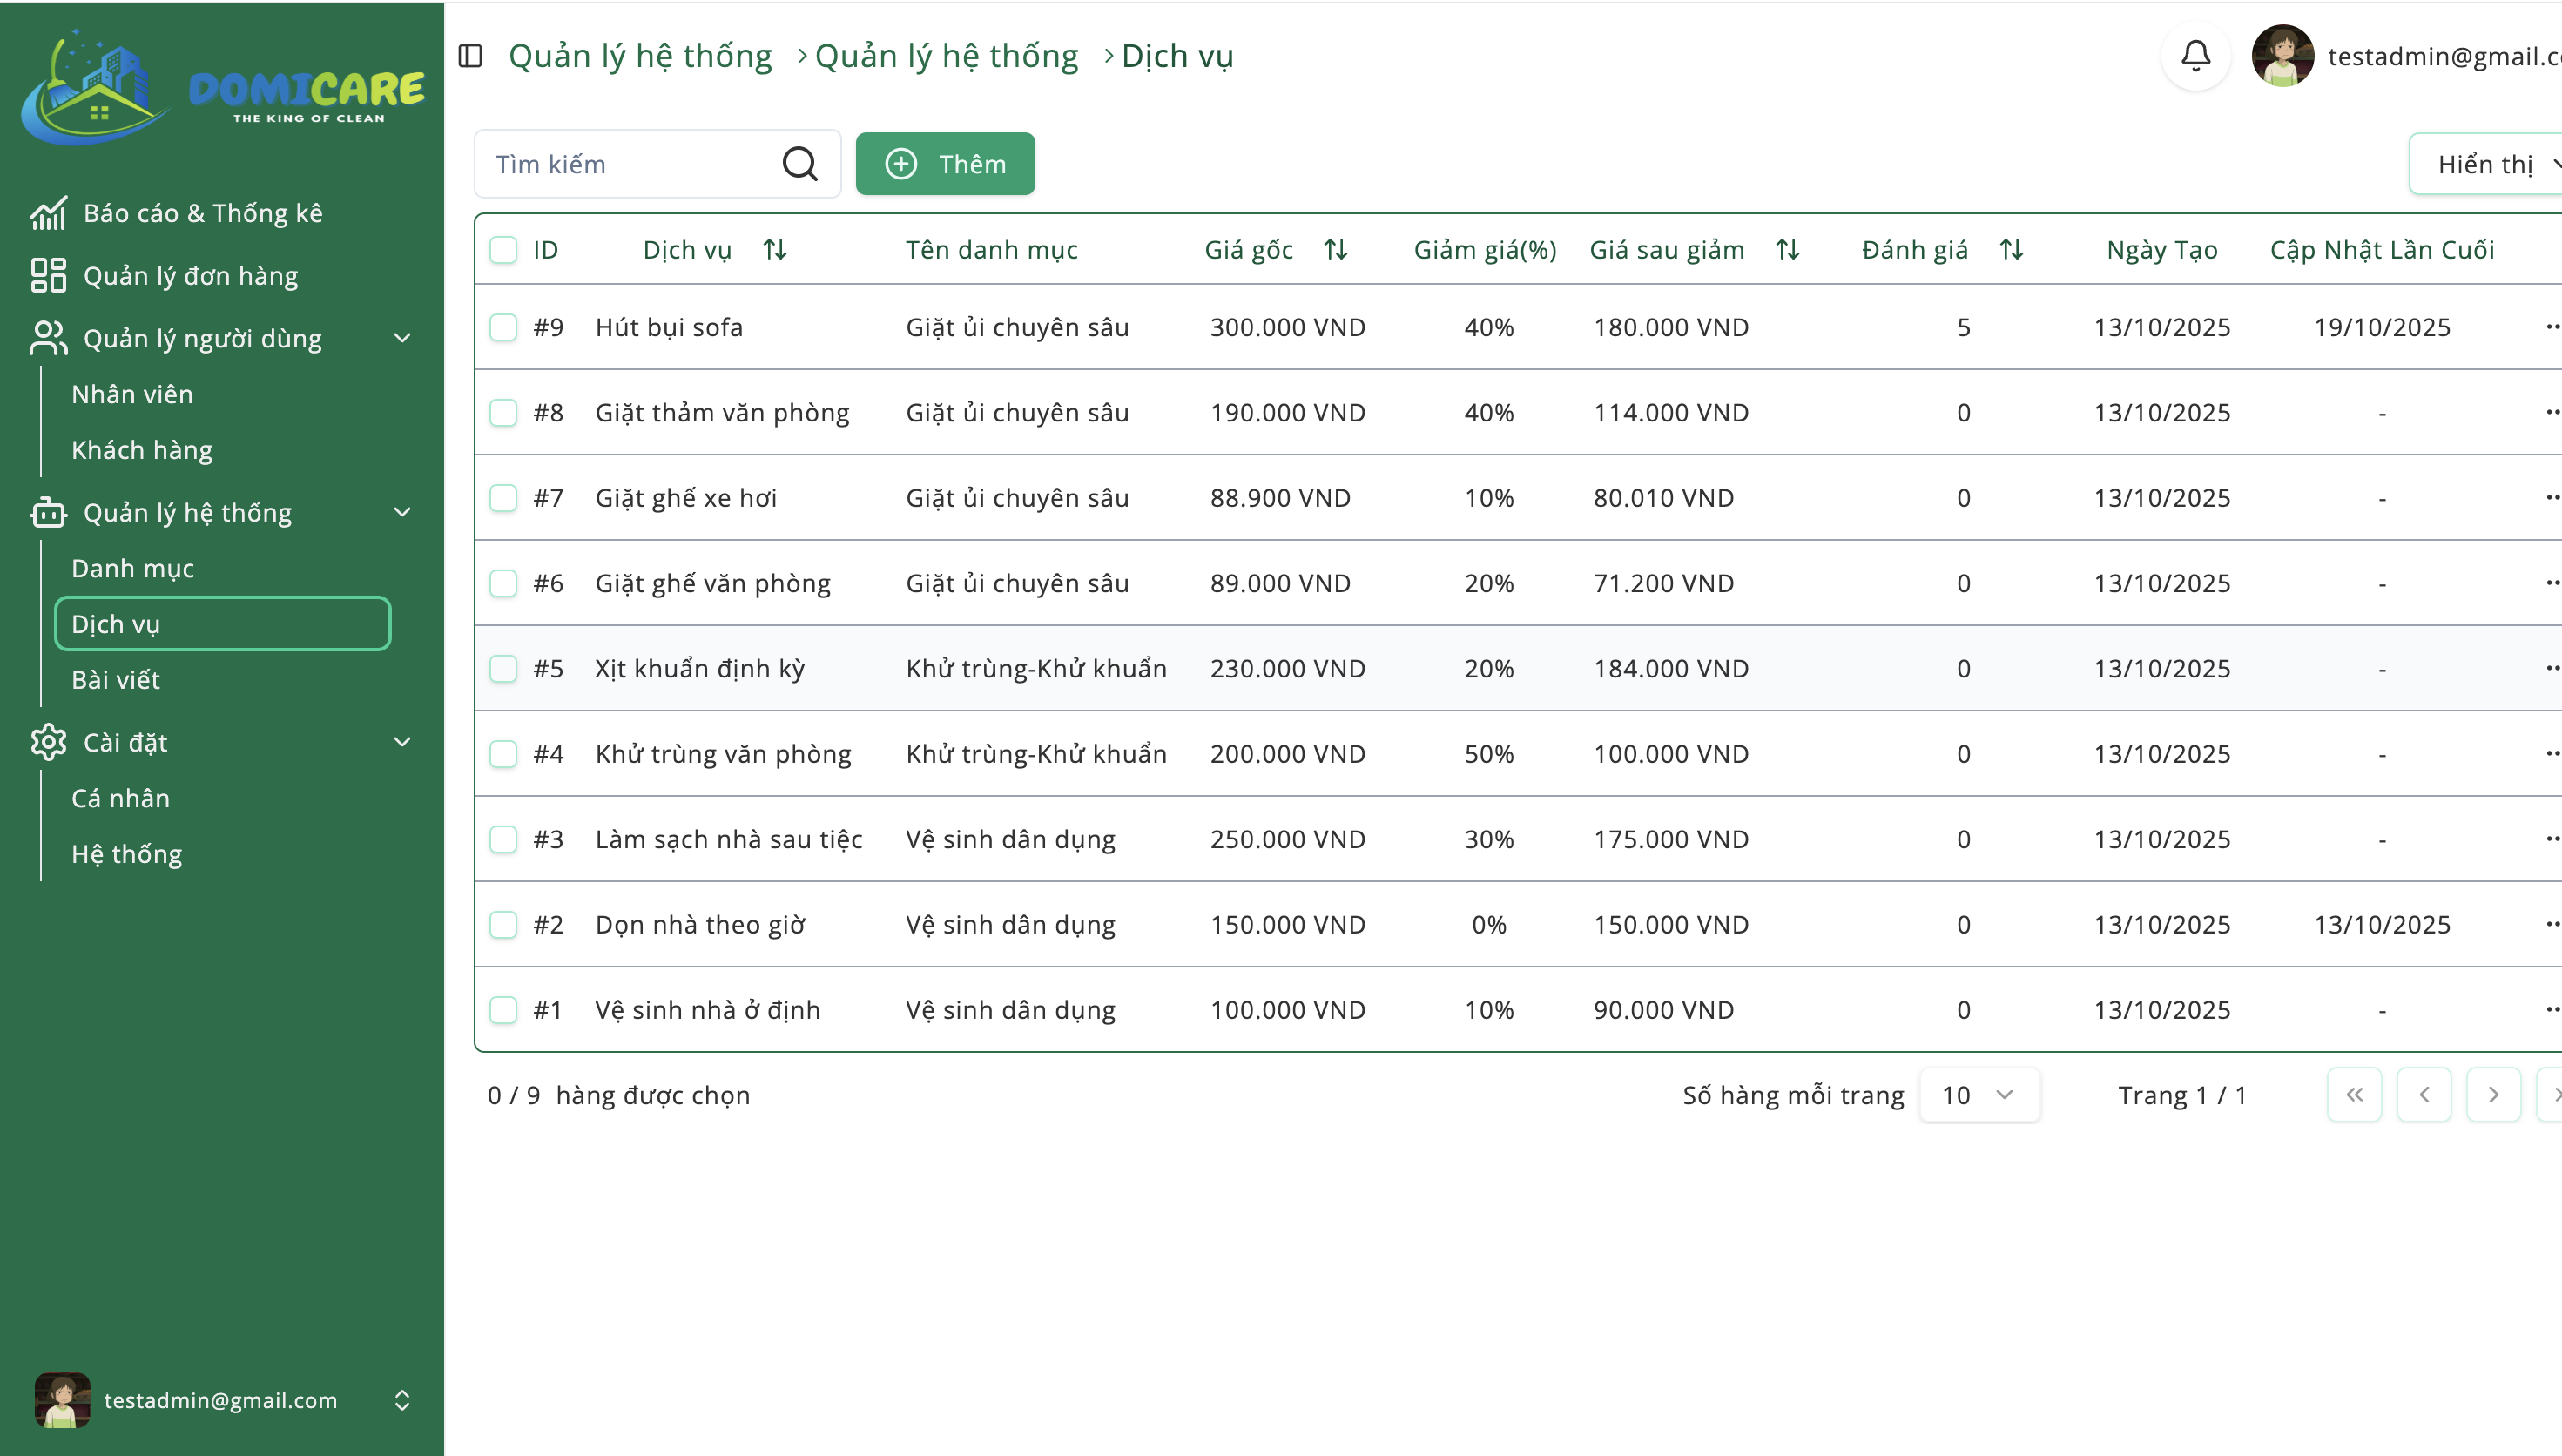 DOMICARE
THE KING OF CLEAN
Báo cáo & Thống kê
Quản lý đơn hàng
Quản lý người dùng
Nhân viên
Khách hàng
Quản lý hệ thống
Danh mục
Dịch vụ
Bài viết
Cài đặt
Cá nhân
Hệ thống
testadmin@gmail.com
Quản lý hệ thống > Quản lý hệ thống > Dịch vụ
testadmin@gmail.c
Tìm kiếm
Thêm
Hiển thị
ID Dịch vụ Tên danh mục Giá gốc Giảm giá(%) Giá sau giảm Đánh giá Ngày Tạo Cập Nhật Lần Cuối
#9 Hút bụi sofa Giặt ủi chuyên sâu 300.000 VND 40% 180.000 VND 5 13/10/2025 19/10/2025
#8 Giặt thảm văn phòng Giặt ủi chuyên sâu 190.000 VND 40% 114.000 VND 0 13/10/2025 -
#7 Giặt ghế xe hơi Giặt ủi chuyên sâu 88.900 VND 10% 80.010 VND 0 13/10/2025 -
#6 Giặt ghế văn phòng Giặt ủi chuyên sâu 89.000 VND 20% 71.200 VND 0 13/10/2025 -
#5 Xịt khuẩn định kỳ Khử trùng-Khử khuẩn 230.000 VND 20% 184.000 VND 0 13/10/2025 -
#4 Khử trùng văn phòng Khử trùng-Khử khuẩn 200.000 VND 50% 100.000 VND 0 13/10/2025 -
#3 Làm sạch nhà sau tiệc Vệ sinh dân dụng 250.000 VND 30% 175.000 VND 0 13/10/2025 -
#2 Dọn nhà theo giờ Vệ sinh dân dụng 150.000 VND 0% 150.000 VND 0 13/10/2025 13/10/2025
#1 Vệ sinh nhà ở định Vệ sinh dân dụng 100.000 VND 10% 90.000 VND 0 13/10/2025 -
0 / 9 hàng được chọn
Số hàng mỗi trang 10
Trang 1 / 1